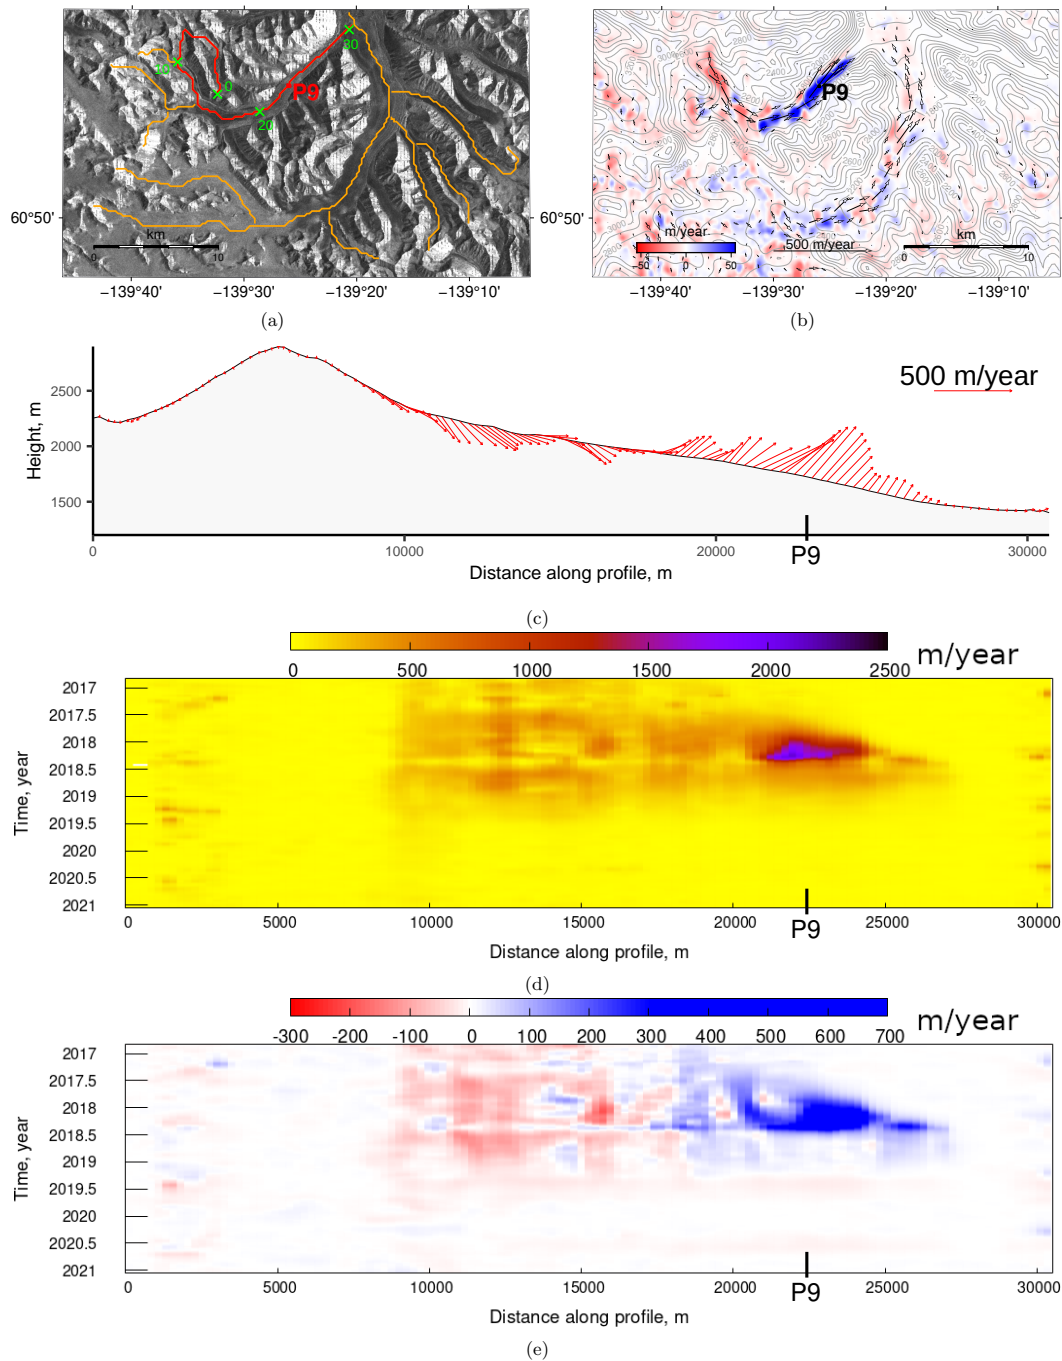 P9
0
10
20
30
60°50'
km
0 10
−139°40' −139°30' −139°20' −139°10'
(a)
P9
60°50'
m/year
−50 0 50
500 m/year
km
0 10
−139°40' −139°30' −139°20' −139°10'
(b)
500 m/year
Height, m
2500
2000
1500
0 10000 20000 30000
P9
Distance along profile, m
(c)
0 500 1000 1500 2000 2500 m/year
Time, year
2017
2017.5
2018
2018.5
2019
2019.5
2020
2020.5
2021
0 5000 10000 15000 20000 25000 30000
P9
Distance along profile, m
(d)
-300 -200 -100 0 100 200 300 400 500 600 700 m/year
Time, year
2017
2017.5
2018
2018.5
2019
2019.5
2020
2020.5
2021
0 5000 10000 15000 20000 25000 30000
P9
Distance along profile, m
(e)